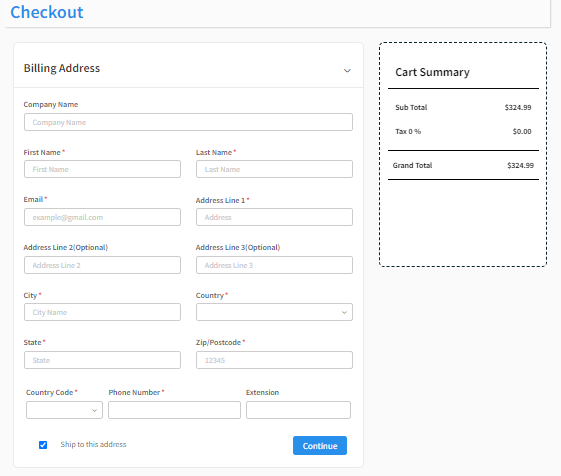 Checkout
Billing Address
Company Name
Company Name
First Name * Last Name *
First Name Last Name
Email * Address Line 1 *
example@gmail.com Address
Address Line 2(Optional) Address Line 3(Optional)
Address Line 2 Address Line 3
City * Country *
City Name
State * Zip/Postcode *
State 12345
Country Code * Phone Number * Extension
Ship to this address Continue
Cart Summary
Sub Total $324.99
Tax 0 % $0.00
Grand Total $324.99